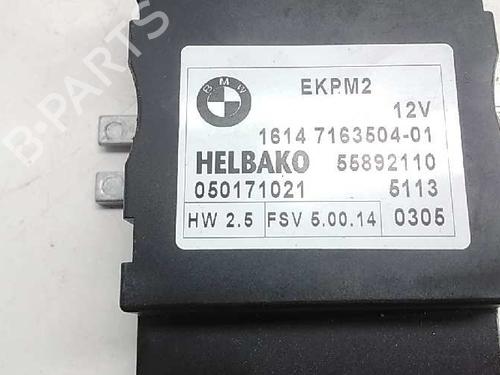 B-PARTS
BMW
EKPM2
12V
1614 7163504-01
HELBAKO 55892110
050171021 5113
HW 2.5 FSV 5.00.14 0305